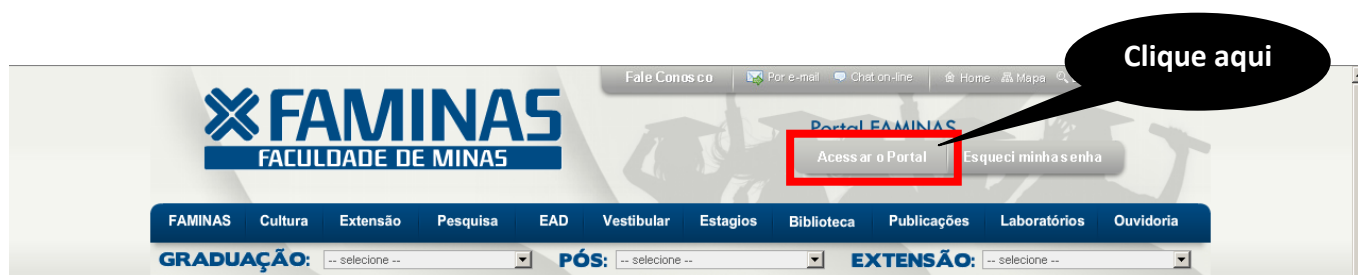 Clique aqui
Fale Conosco Por e-mail Chat on-line Home Mapa
FAMINAS
FACULDADE DE MINAS
Portal FAMINAS
Acessar o Portal Esqueci minha senha
FAMINAS Cultura Extensão Pesquisa EAD Vestibular Estagios Biblioteca Publicações Laboratórios Ouvidoria
GRADUAÇÃO: -- selecione -- PÓS: -- selecione -- EXTENSÃO: -- selecione --